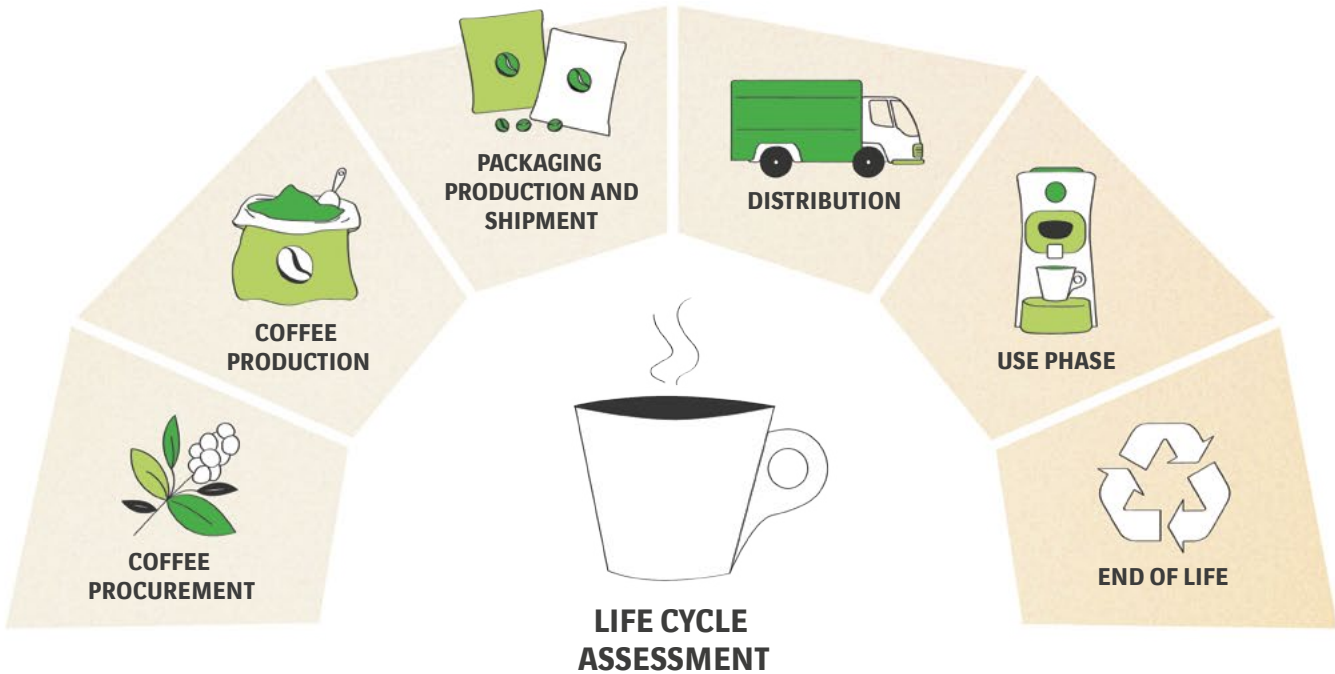 COFFEE
PROCUREMENT
COFFEE
PRODUCTION
PACKAGING
PRODUCTION AND
SHIPMENT
DISTRIBUTION
USE PHASE
END OF LIFE
LIFE CYCLE
ASSESSMENT